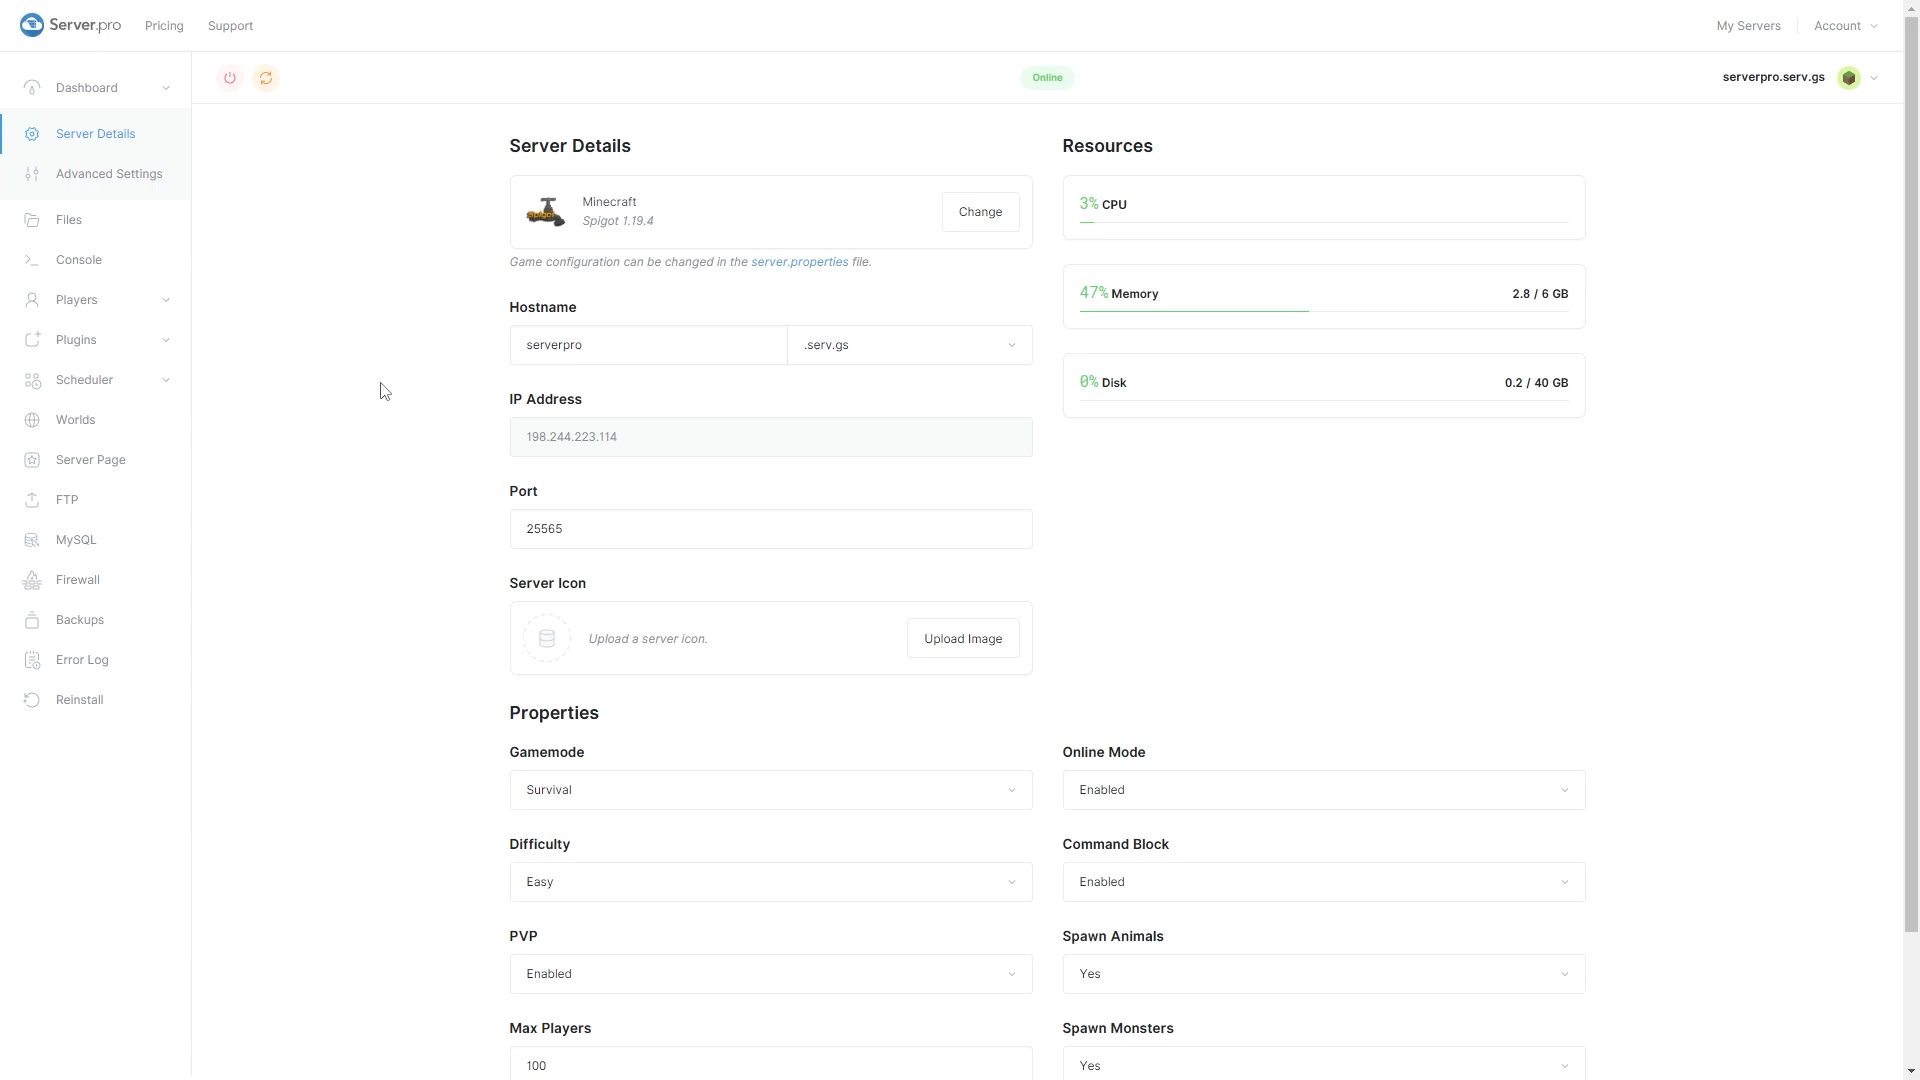 Server.pro
Pricing
Support
My Servers
Account
Dashboard
Server Details
Advanced Settings
Files
Console
Players
Plugins
Scheduler
Worlds
Server Page
FTP
MySQL
Firewall
Backups
Error Log
Reinstall
Online
serverpro.serv.gs
Server Details
Spigot
Minecraft
Spigot 1.19.4
Change
Game configuration can be changed in the server.properties file.
Hostname
serverpro
.serv.gs
IP Address
198.244.223.114
Port
25565
Server Icon
Upload a server icon.
Upload Image
Resources
3% CPU
47% Memory
2.8 / 6 GB
0% Disk
0.2 / 40 GB
Properties
Gamemode
Survival
Online Mode
Enabled
Difficulty
Easy
Command Block
Enabled
PVP
Enabled
Spawn Animals
Yes
Max Players
100
Spawn Monsters
Yes